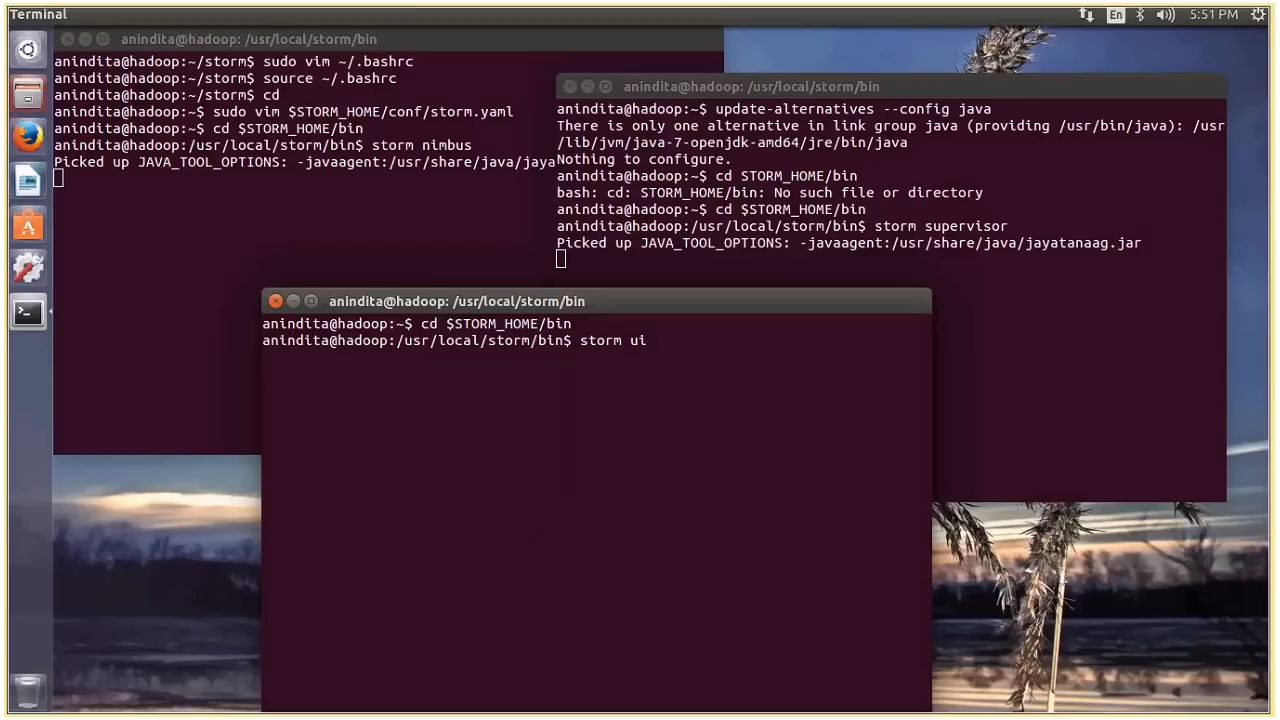 Terminal
En
5:51 PM
anindita@hadoop: /usr/local/storm/bin
anindita@hadoop:~/storm$ sudo vim ~/.bashrc
anindita@hadoop:~/storm$ source ~/.bashrc
anindita@hadoop:~/storm$ cd
anindita@hadoop:~$ sudo vim $STORM_HOME/conf/storm.yaml
anindita@hadoop:~$ cd $STORM_HOME/bin
anindita@hadoop:/usr/local/storm/bin$ storm nimbus
Picked up JAVA_TOOL_OPTIONS: -javaagent:/usr/share/java/jaya
anindita@hadoop: /usr/local/storm/bin
anindita@hadoop:~$ update-alternatives --config java
There is only one alternative in link group java (providing /usr/bin/java): /usr
/lib/jvm/java-7-openjdk-amd64/jre/bin/java
Nothing to configure.
anindita@hadoop:~$ cd STORM_HOME/bin
bash: cd: STORM_HOME/bin: No such file or directory
anindita@hadoop:~$ cd $STORM_HOME/bin
anindita@hadoop:/usr/local/storm/bin$ storm supervisor
Picked up JAVA_TOOL_OPTIONS: -javaagent:/usr/share/java/jayatanaag.jar
anindita@hadoop: /usr/local/storm/bin
anindita@hadoop:~$ cd $STORM_HOME/bin
anindita@hadoop:/usr/local/storm/bin$ storm ui